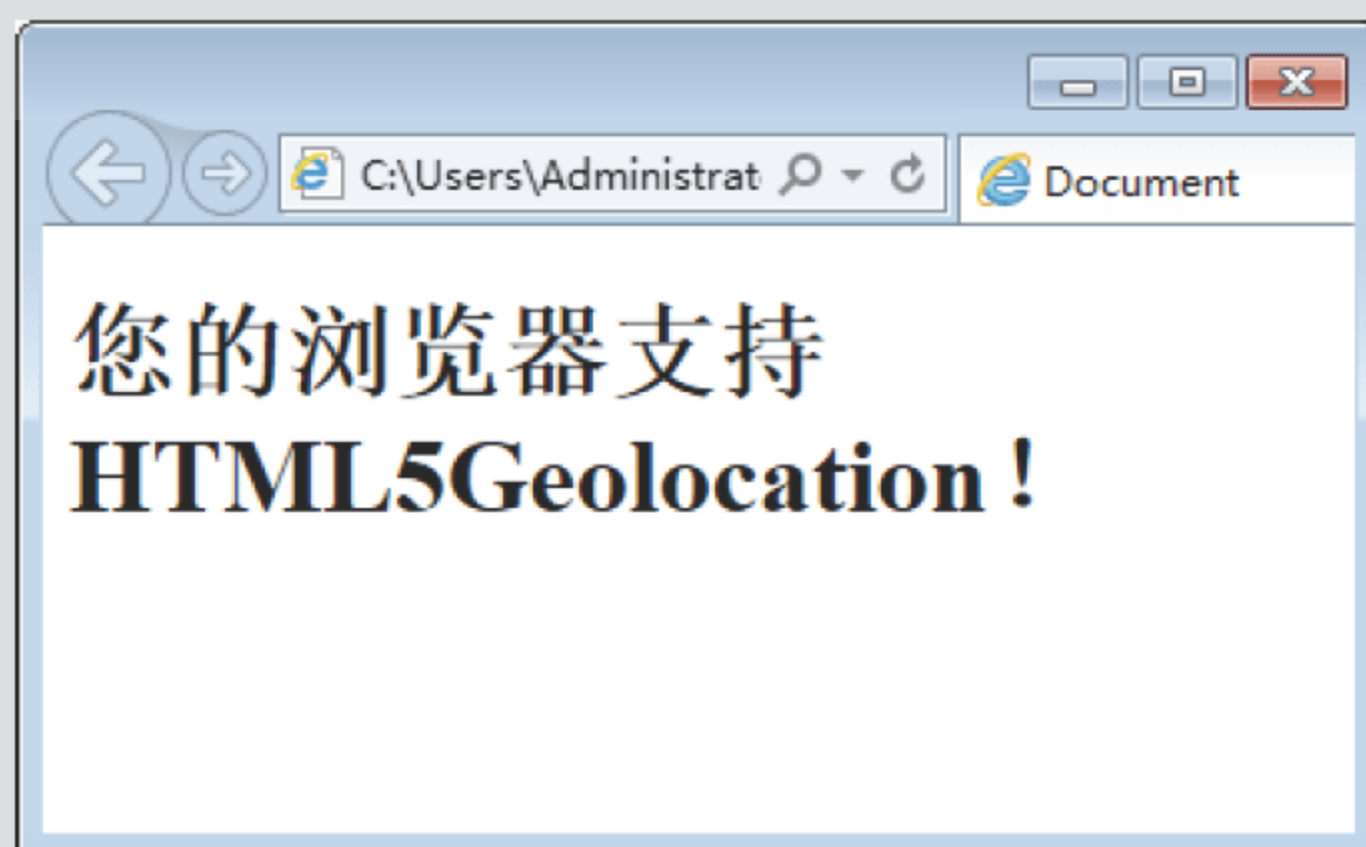 C:\Users\Administrat
Document
您的浏览器支持
HTML5Geolocation！